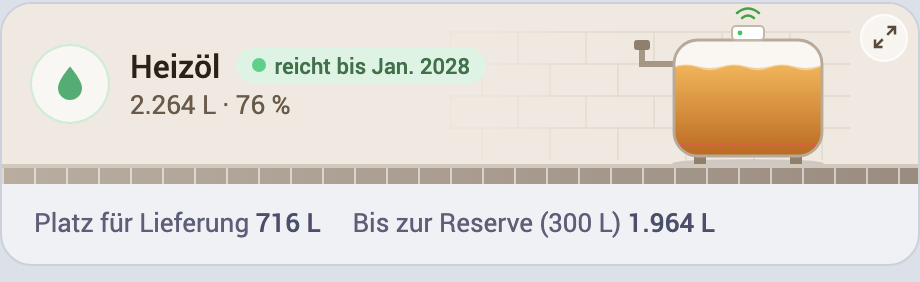 Heizöl
reicht bis Jan. 2028
2.264 L · 76 %
Platz für Lieferung 716 L
Bis zur Reserve (300 L) 1.964 L